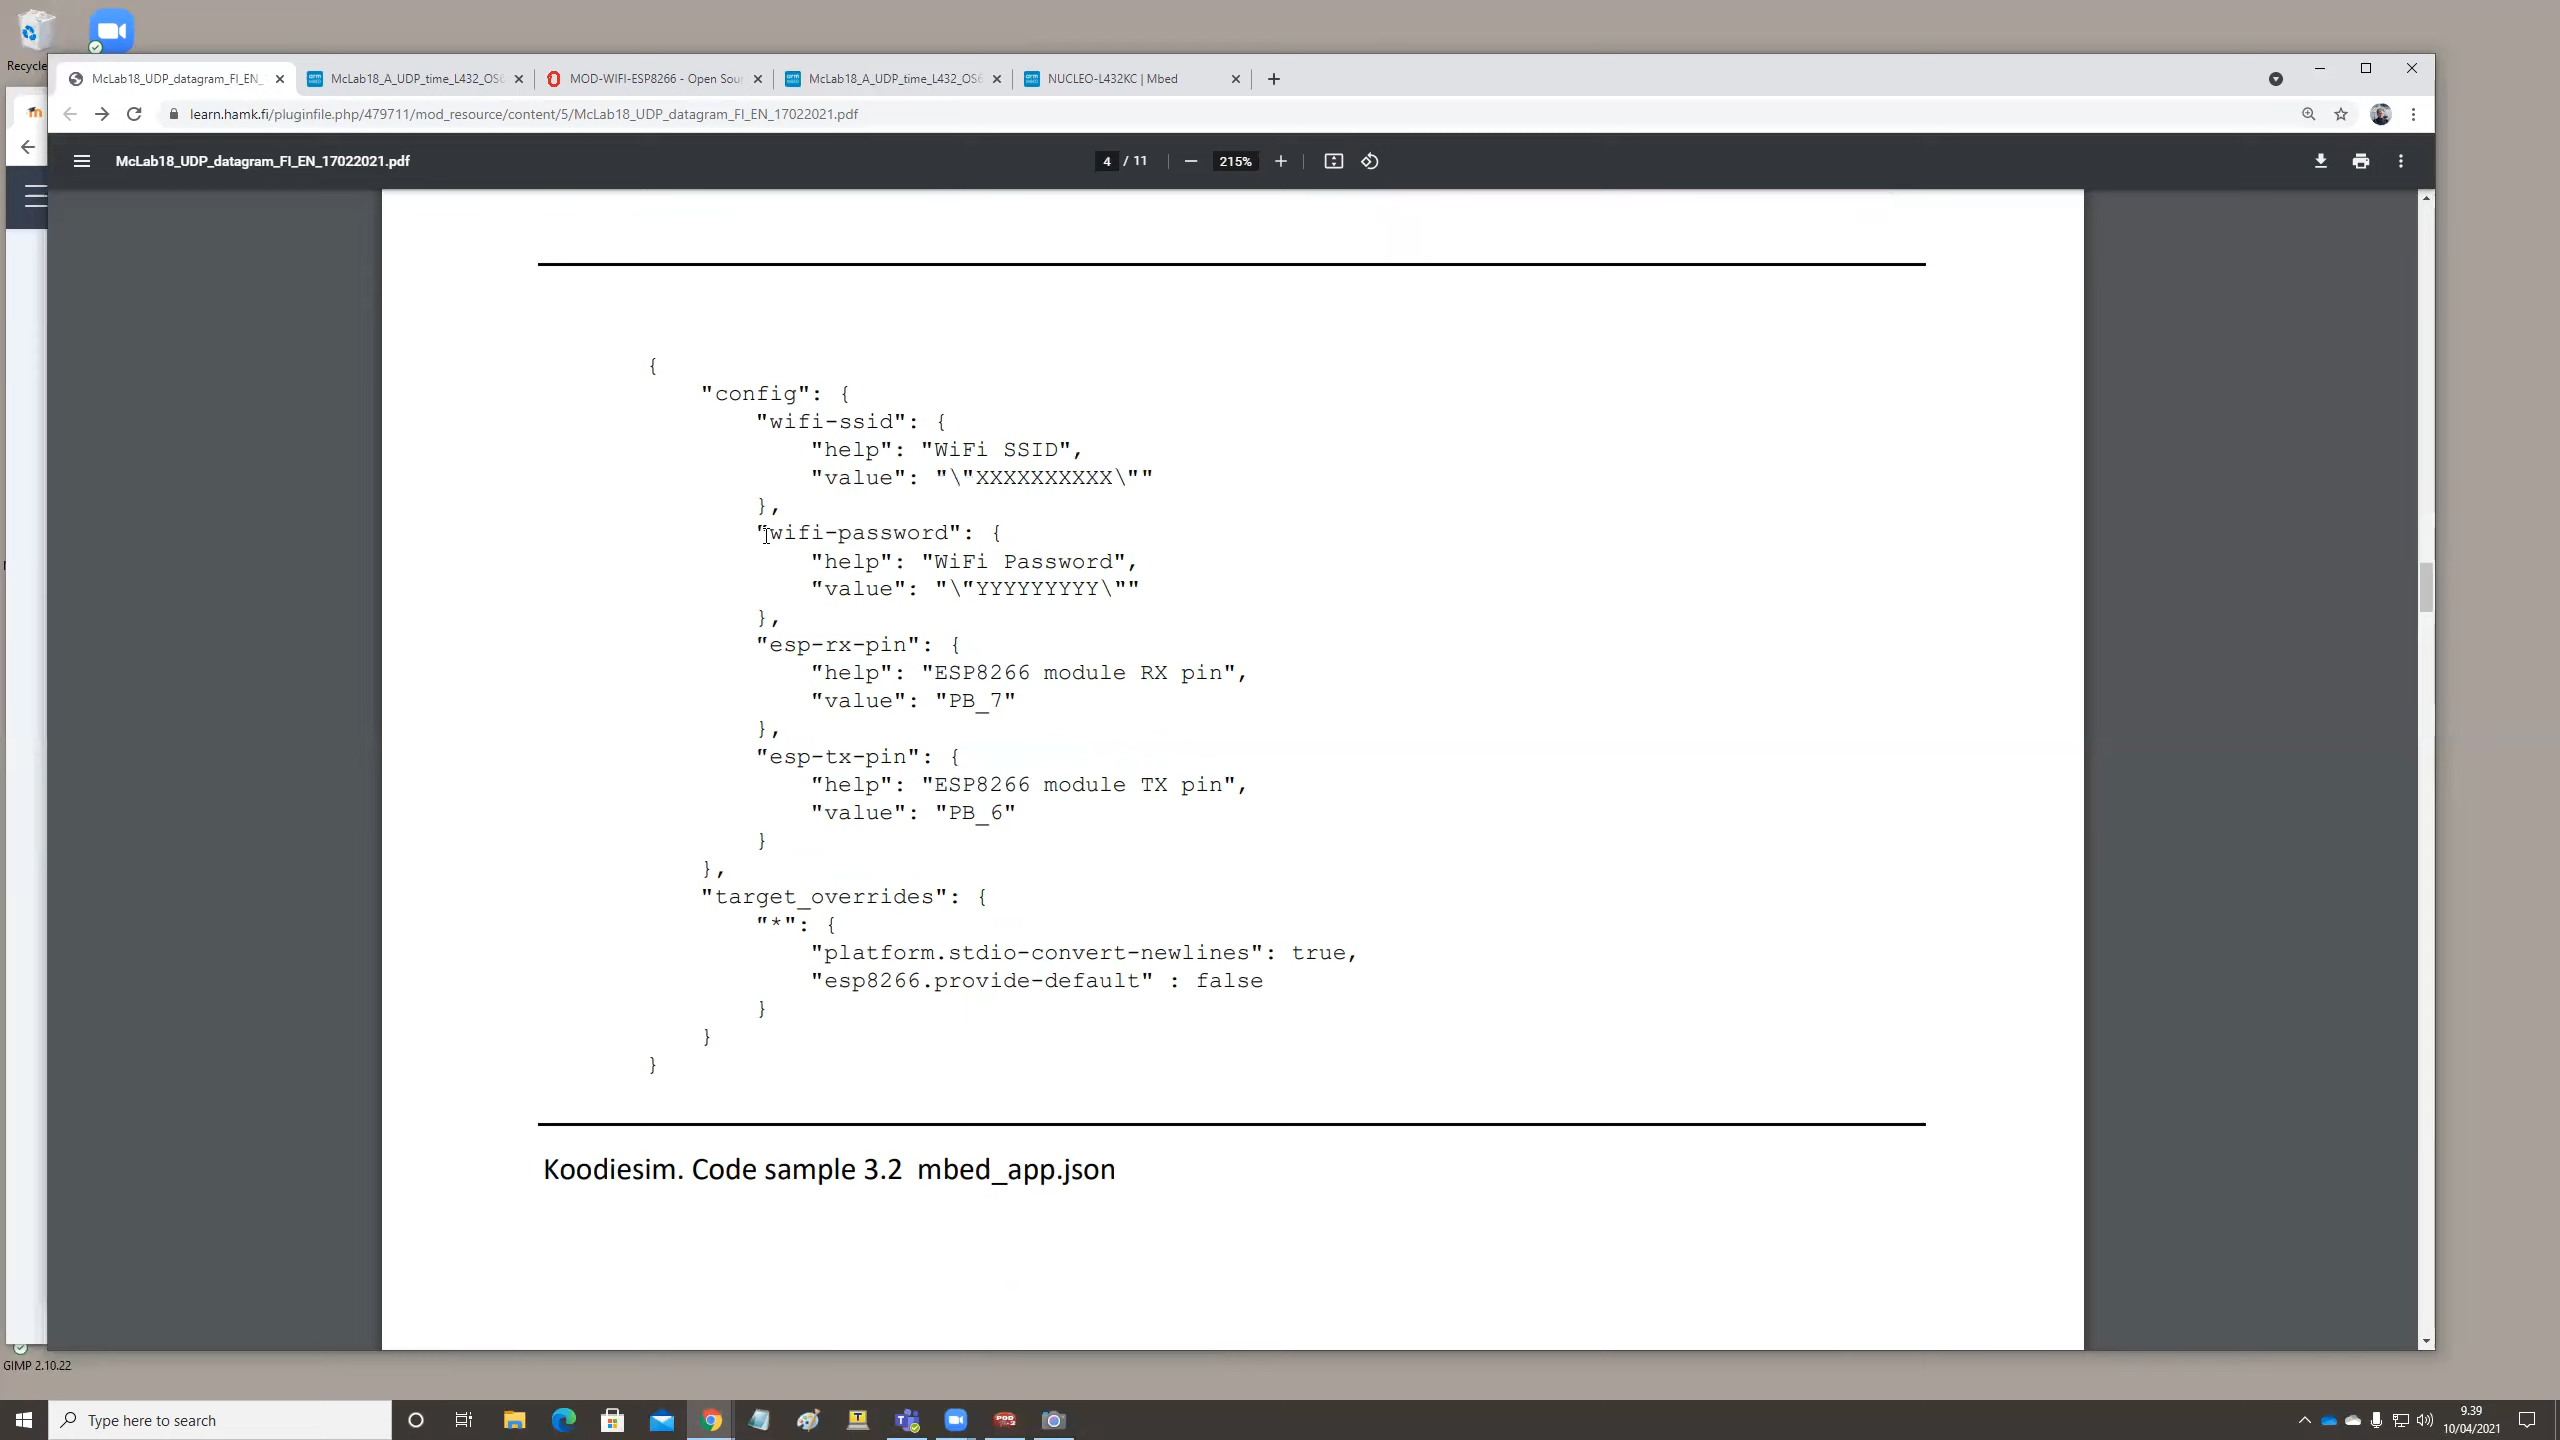 Recycle
McLab18_UDP_datagram_FI_EN_
McLab18_A_UDP_time_L432_OS6
MOD-WIFI-ESP8266 - Open Sour
McLab18_A_UDP_time_L432_OS6
NUCLEO-L432KC | Mbed
learn.hamk.fi/pluginfile.php/479711/mod_resource/content/5/McLab18_UDP_datagram_FI_EN_17022021.pdf
McLab18_UDP_datagram_FI_EN_17022021.pdf
4 / 11
215%
{
"config": {
"wifi-ssid": {
"help": "WiFi SSID",
"value": "\"XXXXXXXXXX\""
},
"wifi-password": {
"help": "WiFi Password",
"value": "\"YYYYYYYYY\""
},
"esp-rx-pin": {
"help": "ESP8266 module RX pin",
"value": "PB_7"
},
"esp-tx-pin": {
"help": "ESP8266 module TX pin",
"value": "PB_6"
}
},
"target_overrides": {
"*": {
"platform.stdio-convert-newlines": true,
"esp8266.provide-default" : false
}
}
}
Koodiesim. Code sample 3.2 mbed_app.json
GIMP 2.10.22
Type here to search
9.39
10/04/2021